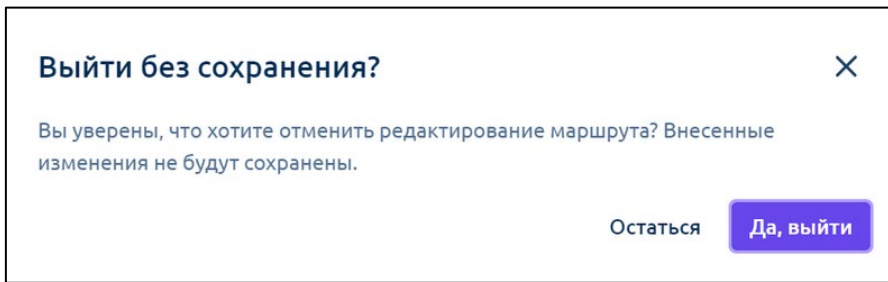 Выйти без сохранения?
Вы уверены, что хотите отменить редактирование маршрута? Внесенные
изменения не будут сохранены.
Остаться Да, выйти